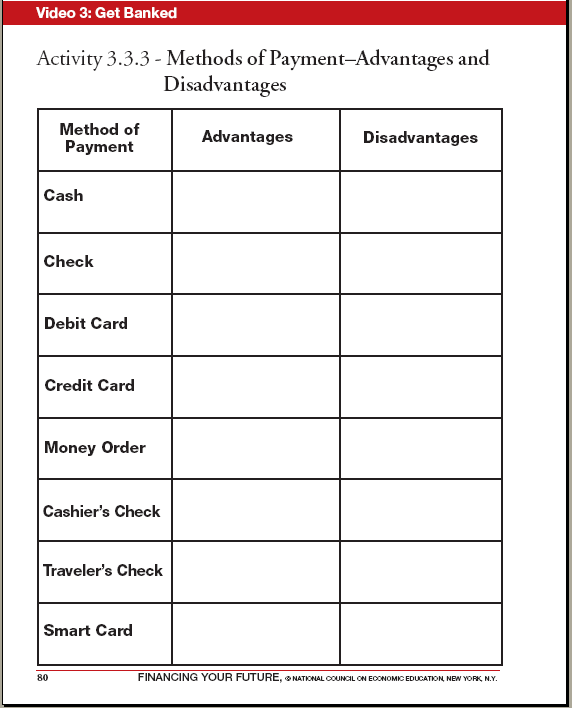 Video 3: Get Banked
Activity 3.3.3 - Methods of Payment–Advantages and
Disadvantages
Method of
Payment
Advantages
Disadvantages
Cash
Check
Debit Card
Credit Card
Money Order
Cashier's Check
Traveler's Check
Smart Card
80
FINANCING YOUR FUTURE, © NATIONAL COUNCIL ON ECONOMIC EDUCATION, NEW YORK, N.Y.